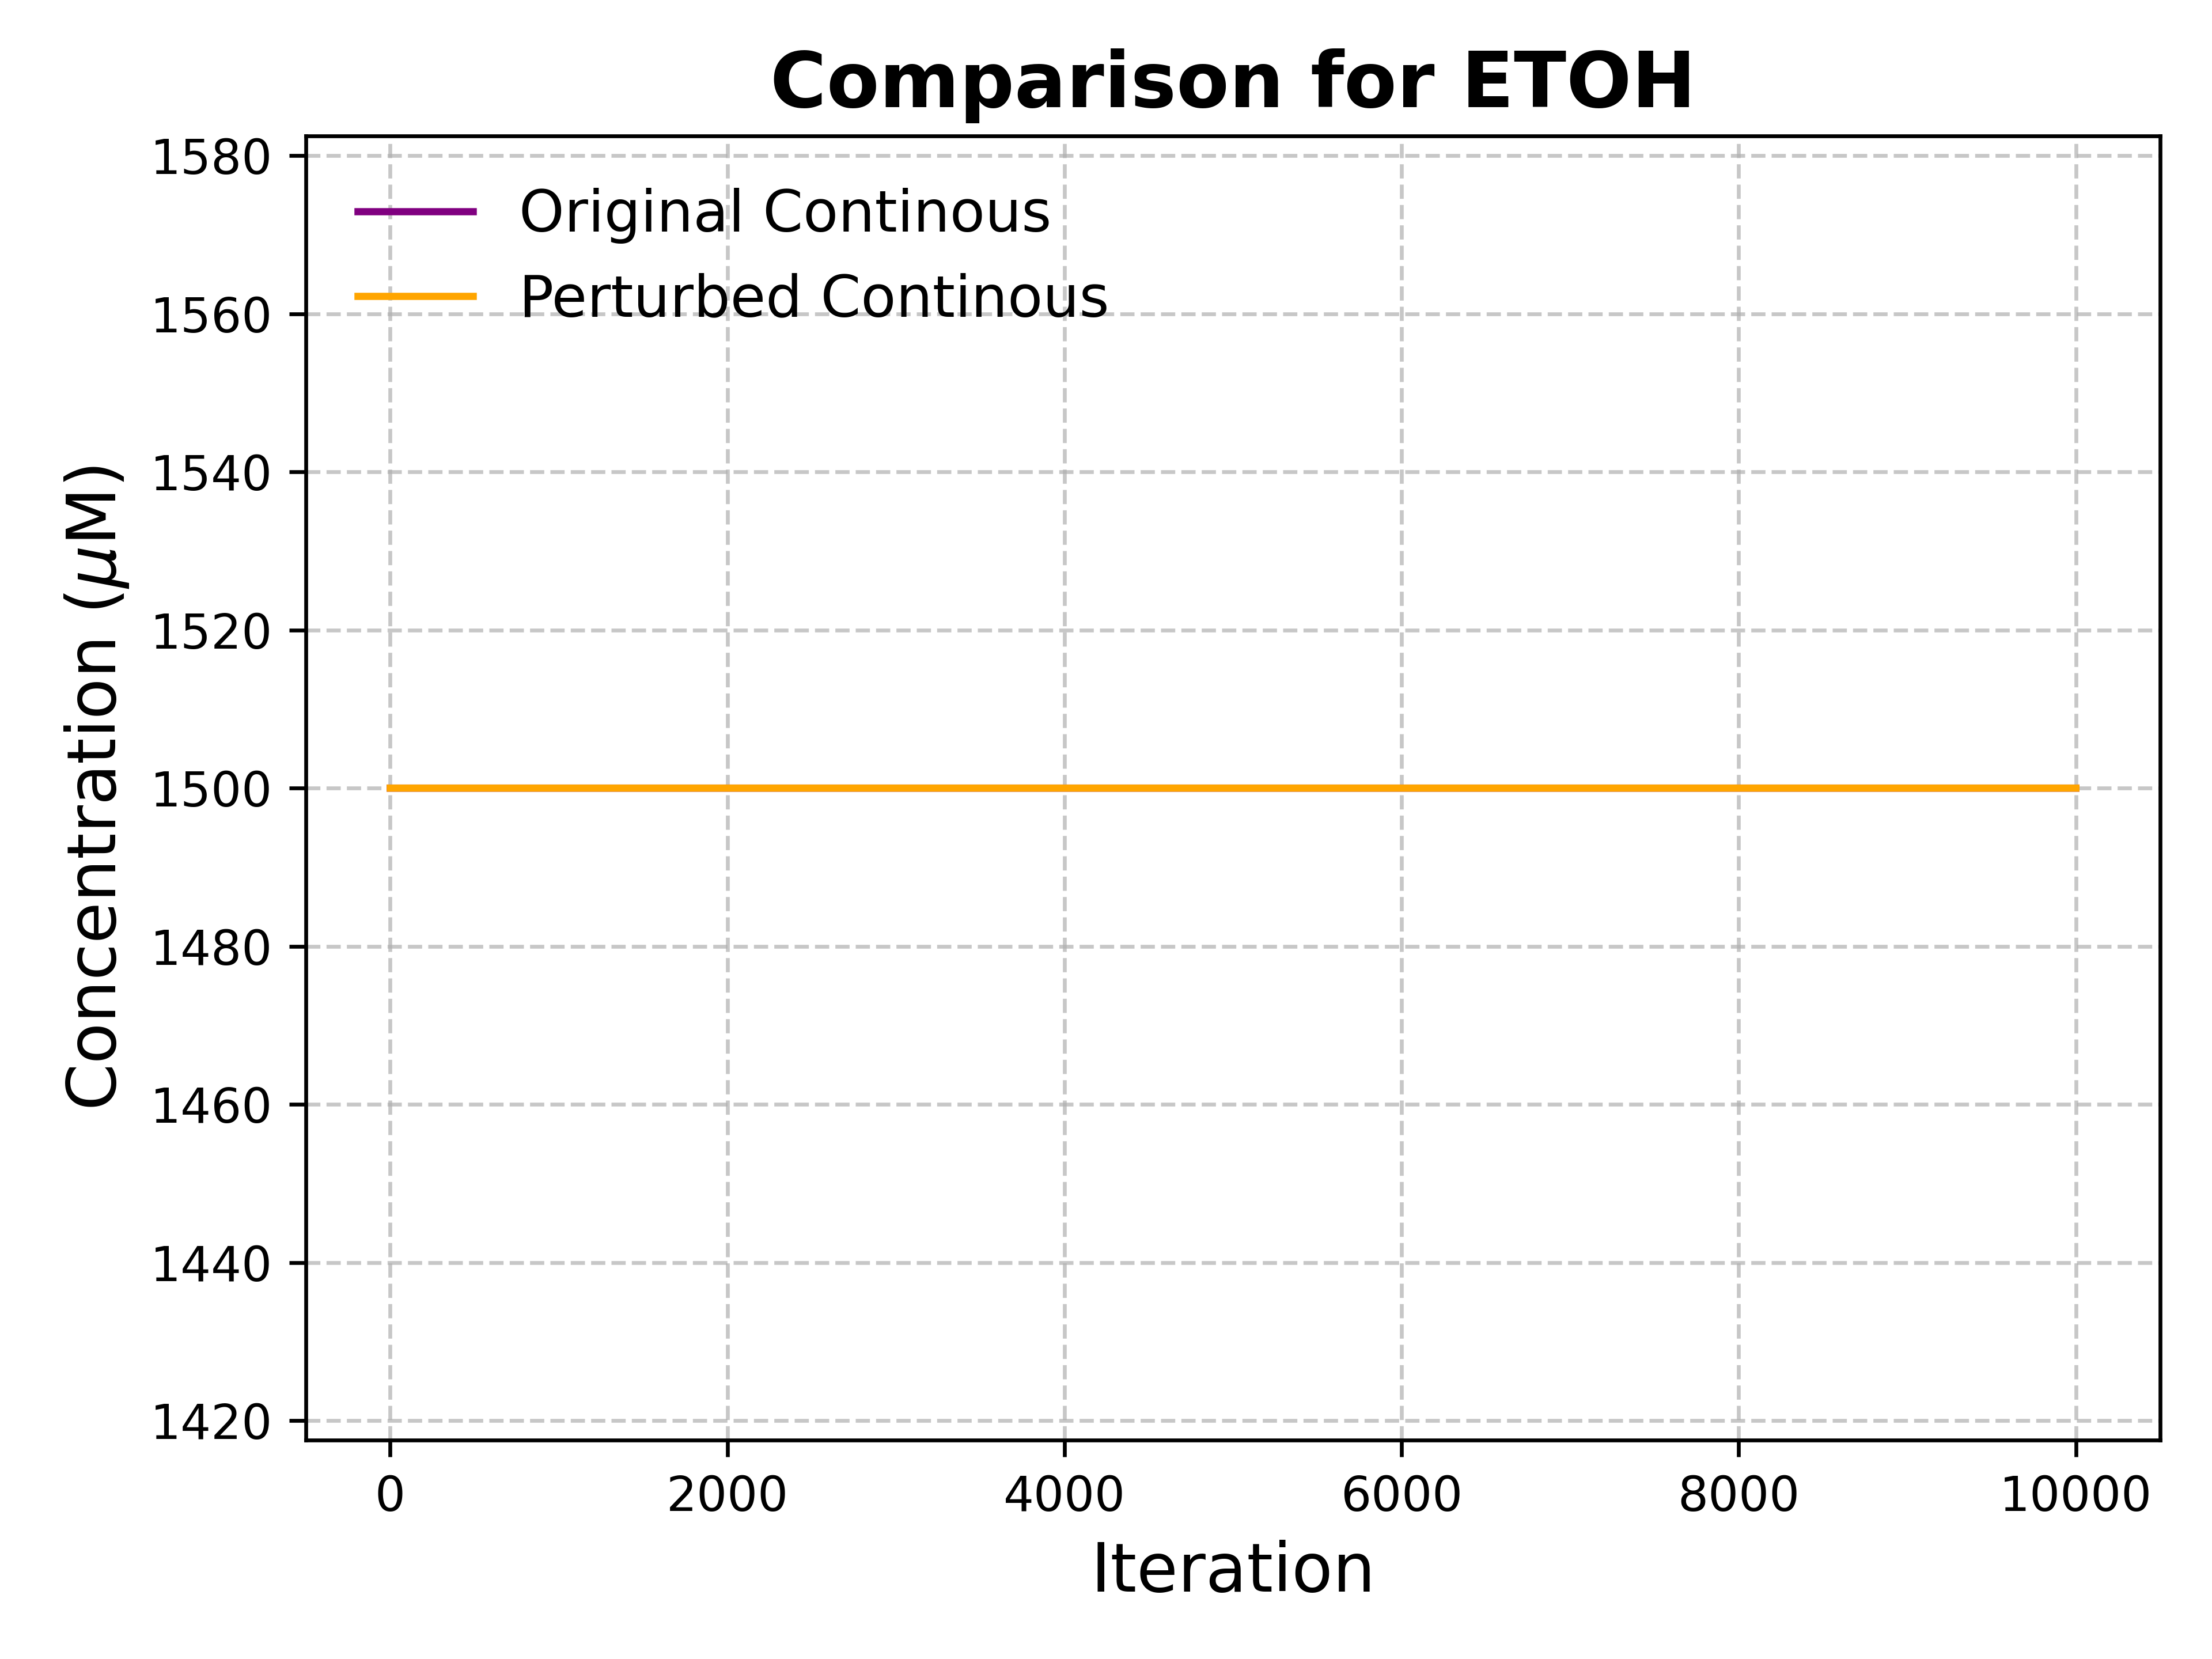 Comparison for ETOH
Original Continous
Perturbed Continous
Concentration (μM)
1580
1560
1540
1520
1500
1480
1460
1440
1420
0 2000 4000 6000 8000 10000
Iteration